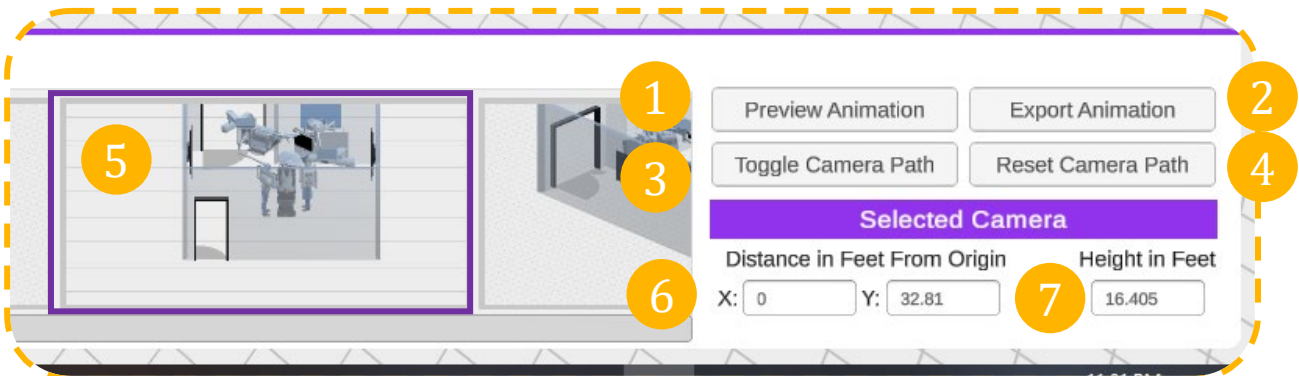 1
Preview Animation
Export Animation
2
5
3
Toggle Camera Path
Reset Camera Path
4
Selected Camera
Distance in Feet From Origin
Height in Feet
6
X: 0
Y: 32.81
7
16.405